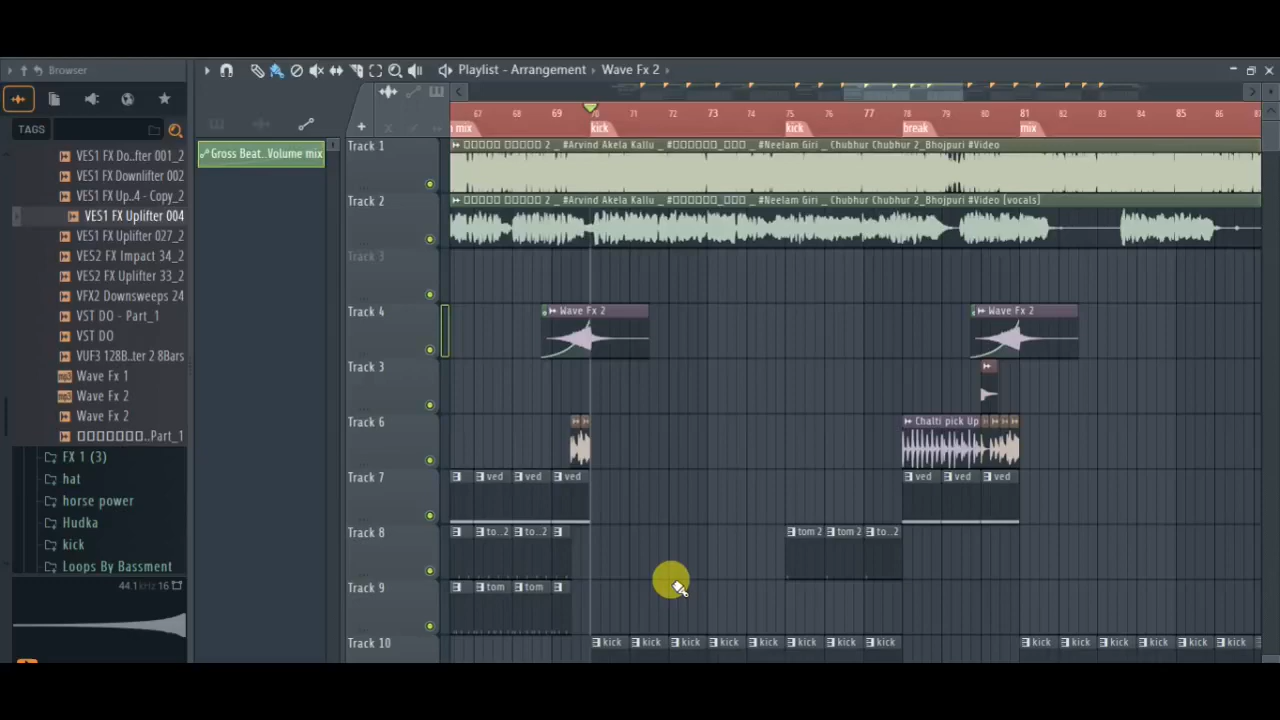 Browser
Playlist - Arrangement › Wave Fx 2 ›
TAGS
VES1 FX Do..fter 001_2
VES1 FX Downlifter 002
VES1 FX Up..4 - Copy_2
VES1 FX Uplifter 004
VES1 FX Uplifter 027_2
VES2 FX Impact 34_2
VES2 FX Uplifter 33_2
VFX2 Downsweeps 24
VST DO - Part_1
VST DO
VUF3 128B..ter 2 8Bars
Wave Fx 1
Wave Fx 2
Wave Fx 2
▯▯▯▯▯▯▯..Part_1
FX 1 (3)
hat
horse power
Hudka
kick
Loops By Bassment
44.1 kHz 16
Gross Beat..Volume mix
67 68 69 70 71 72 73 74 75 76 77 78 79 80 81 82 83 84 85 86
mix kick kick break mix
Track 1
▯▯▯▯▯ ▯▯▯▯▯ 2 _ #Arvind Akela Kallu _ #▯▯▯▯▯_▯▯▯ _ #Neelam Giri _ Chubhur Chubhur 2_Bhojpuri #Video
Track 2
▯▯▯▯▯ ▯▯▯▯▯ 2 _ #Arvind Akela Kallu _ #▯▯▯▯▯_▯▯▯ _ #Neelam Giri _ Chubhur Chubhur 2_Bhojpuri #Video [vocals]
Track 3
Track 4
Wave Fx 2 Wave Fx 2
Track 3
Track 6
Chalti pick Up
Track 7
ved ved ved ved ved ved
Track 8
to..2 to..2 tom 2 tom 2 to..2
Track 9
tom tom
Track 10
kick kick kick kick kick kick kick kick kick kick kick kick kick kick